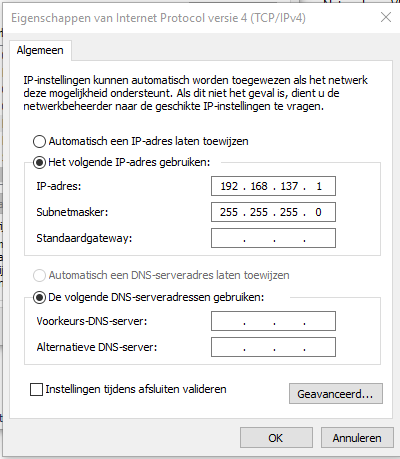 Eigenschappen van Internet Protocol versie 4 (TCP/IPv4)
Algemeen
IP-instellingen kunnen automatisch worden toegewezen als het netwerk
deze mogelijkheid ondersteunt. Als dit niet het geval is, dient u de
netwerkbeheerder naar de geschikte IP-instellingen te vragen.
Automatisch een IP-adres laten toewijzen
Het volgende IP-adres gebruiken:
IP-adres: 192 . 168 . 137 . 1
Subnetmasker: 255 . 255 . 255 . 0
Standaardgateway: . . .
Automatisch een DNS-serveradres laten toewijzen
De volgende DNS-serveradressen gebruiken:
Voorkeurs-DNS-server: . . .
Alternatieve DNS-server: . . .
Instellingen tijdens afsluiten valideren
Geavanceerd...
OK Annuleren